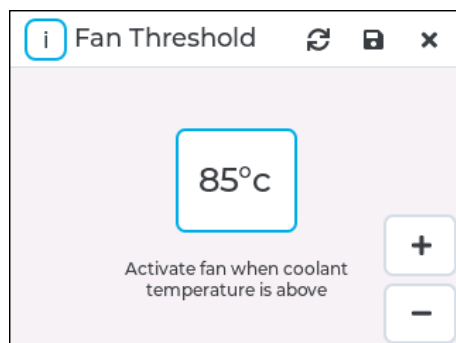 i Fan Threshold
85°c
Activate fan when coolant
temperature is above
+
−